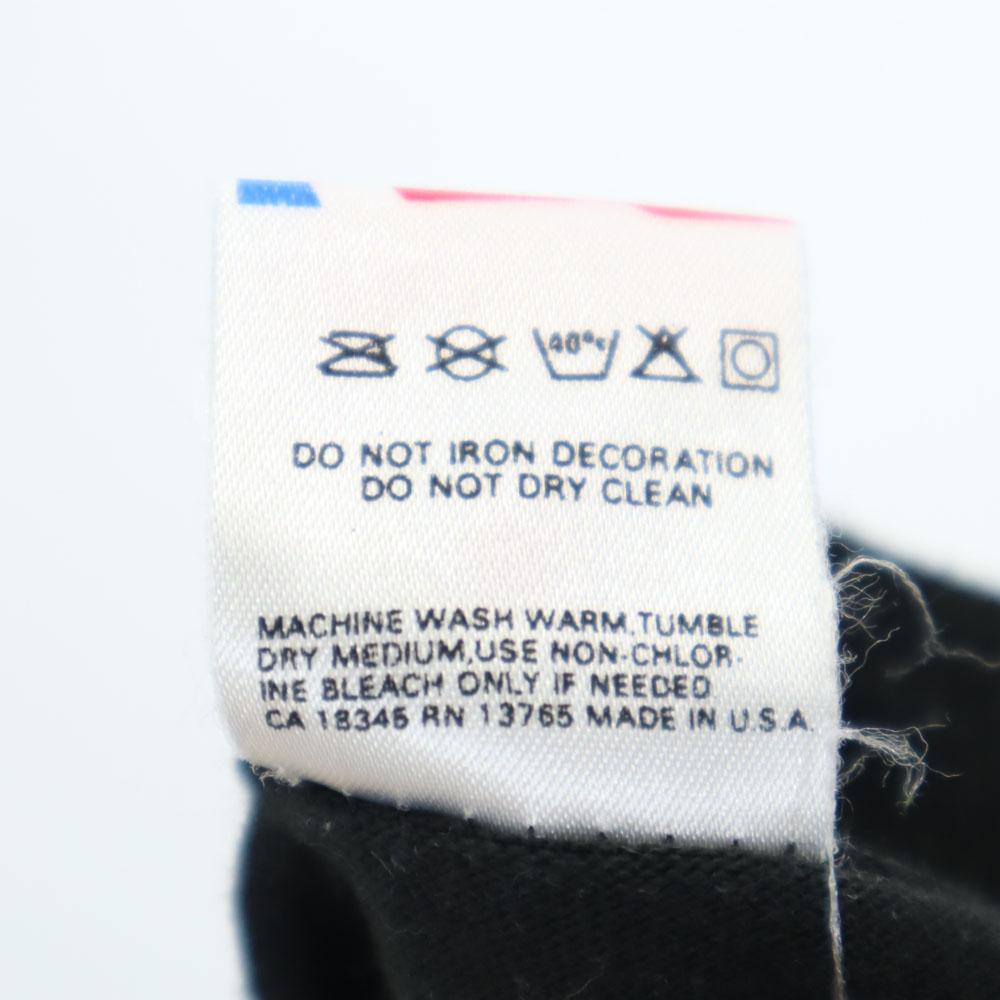 40°C
DO NOT IRON DECORATION
DO NOT DRY CLEAN
MACHINE WASH WARM,TUMBLE
DRY MEDIUM,USE NON-CHLOR-
INE BLEACH ONLY IF NEEDED
CA 18346 RN 13765 MADE IN U.S.A.